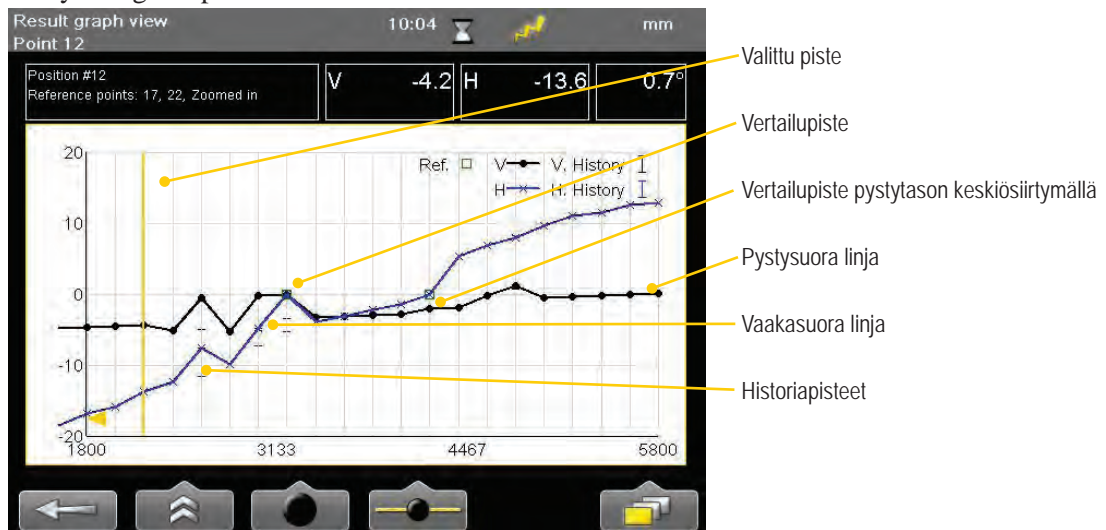 Result graph view
Point 12
10:04
mm
Position #12
Reference points: 17, 22, Zoomed in
V -4.2
H -13.6
0.7°
Ref. V V, History
H H, History
20
10
0
-10
-20
1800 3133 4467 5800
Valittu piste
Vertailupiste
Vertailupiste pystytason keskiösiirtymällä
Pystysuora linja
Vaakasuora linja
Historiapisteet